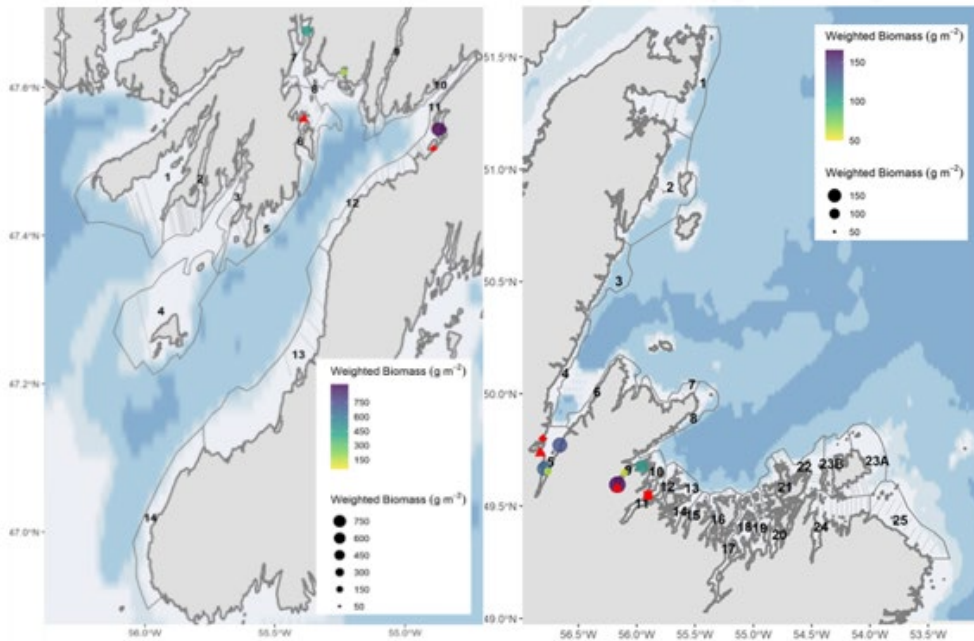 47.6°N
47.4°N
47.2°N
47.0°N
56.0°W
55.5°W
55.0°W
1
2
3
4
5
6
7
8
9
10
11
12
13
14
Weighted Biomass (g m⁻²)
750
600
450
300
150
Weighted Biomass (g m⁻²)
750
600
450
300
150
50
51.5°N
51.0°N
50.5°N
50.0°N
49.5°N
49.0°N
56.5°W
56.0°W
55.5°W
55.0°W
54.5°W
54.0°W
53.5°W
1
2
3
4
5
6
7
8
9
10
11
12
13
14
15
16
17
18
19
20
21
22
23B
23A
24
25
Weighted Biomass (g m⁻²)
150
100
50
Weighted Biomass (g m⁻²)
150
100
50